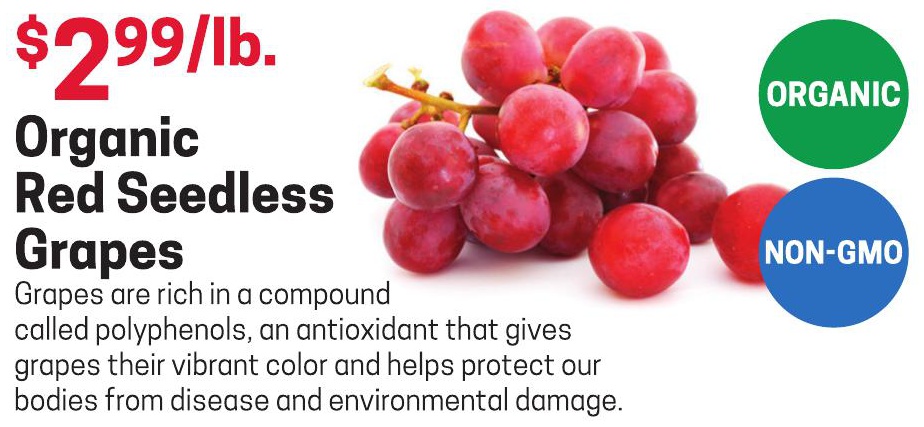 $2.99/lb.
Organic
Red Seedless
Grapes
Grapes are rich in a compound
called polyphenols, an antioxidant that gives
grapes their vibrant color and helps protect our
bodies from disease and environmental damage.
ORGANIC
NON-GMO